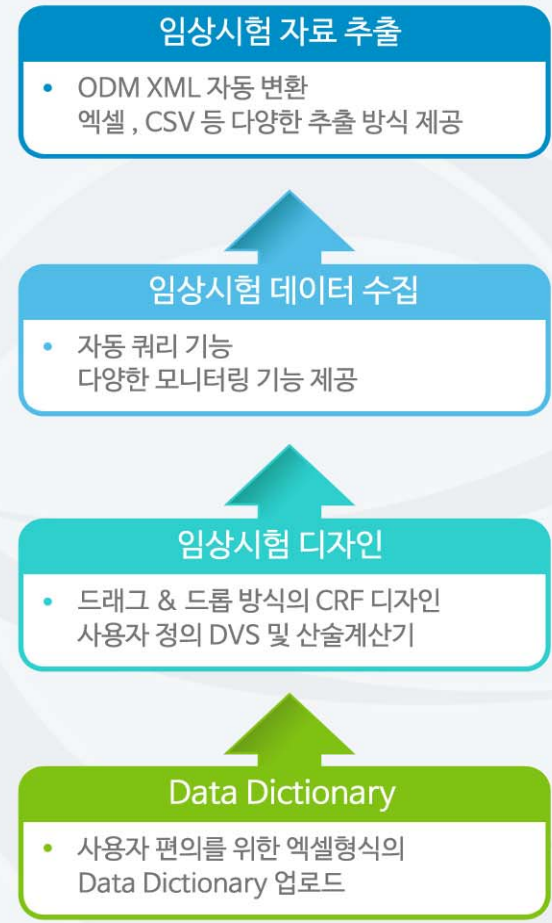 임상시험 자료 추출
• ODM XML 자동 변환
엑셀 , CSV 등 다양한 추출 방식 제공
임상시험 데이터 수집
• 자동 쿼리 기능
다양한 모니터링 기능 제공
임상시험 디자인
• 드래그 & 드롭 방식의 CRF 디자인
사용자 정의 DVS 및 산술계산기
Data Dictionary
• 사용자 편의를 위한 엑셀형식의
Data Dictionary 업로드